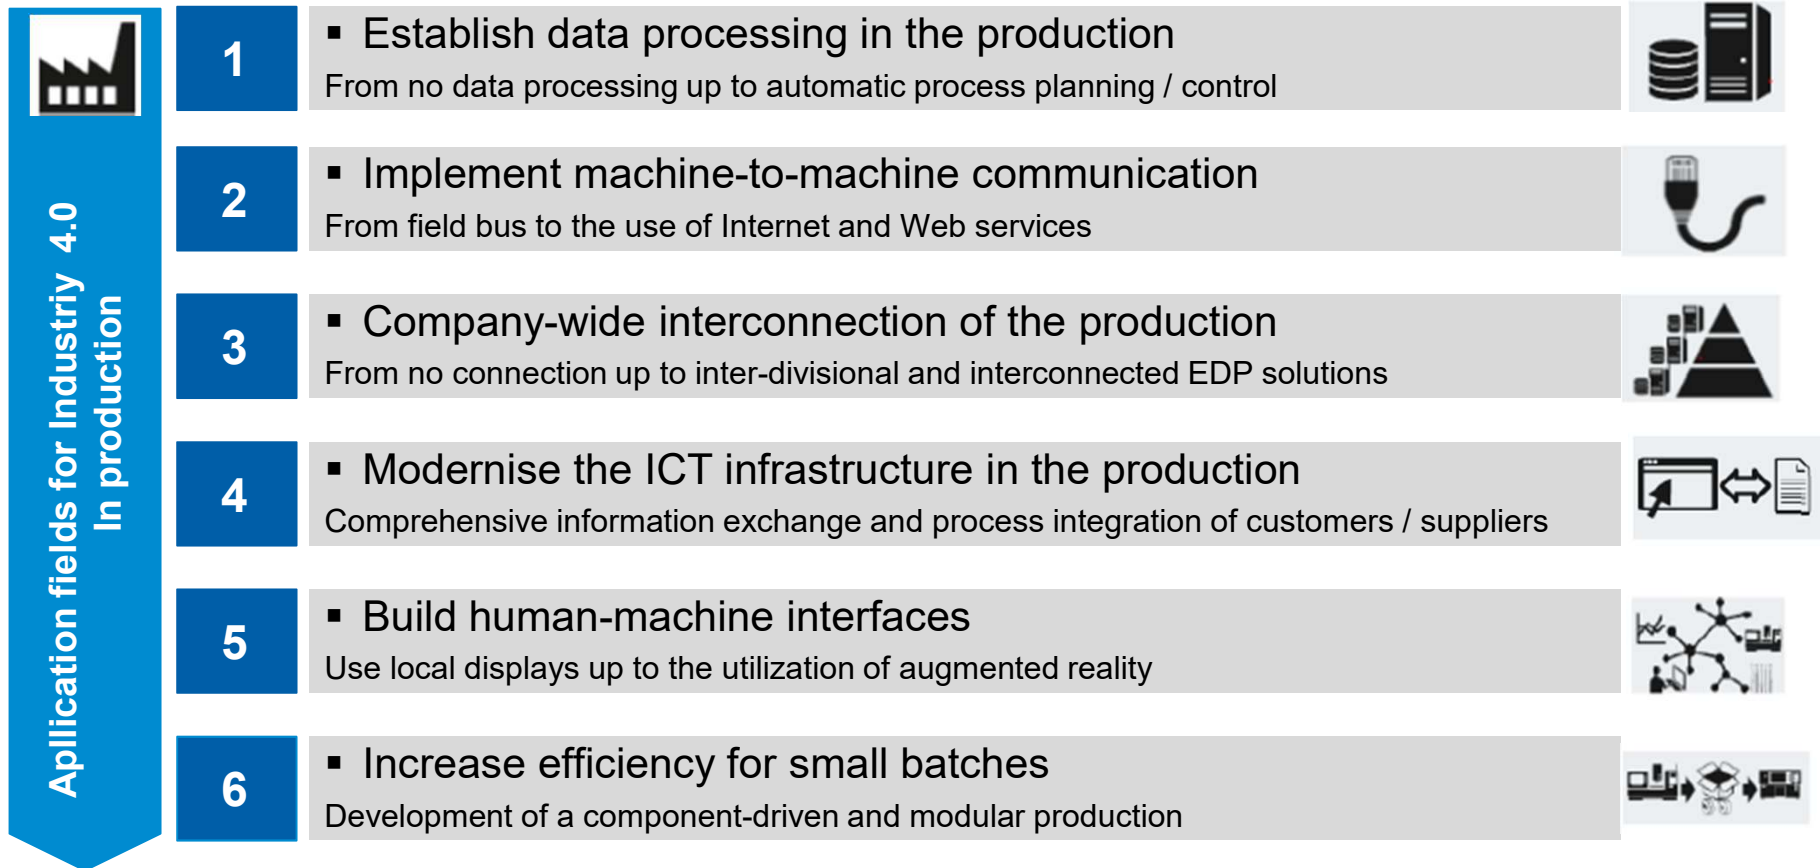 Apllication fields for Industriy 4.0
In production
1
▪ Establish data processing in the production
From no data processing up to automatic process planning / control
2
▪ Implement machine-to-machine communication
From field bus to the use of Internet and Web services
3
▪ Company-wide interconnection of the production
From no connection up to inter-divisional and interconnected EDP solutions
4
▪ Modernise the ICT infrastructure in the production
Comprehensive information exchange and process integration of customers / suppliers
5
▪ Build human-machine interfaces
Use local displays up to the utilization of augmented reality
6
▪ Increase efficiency for small batches
Development of a component-driven and modular production